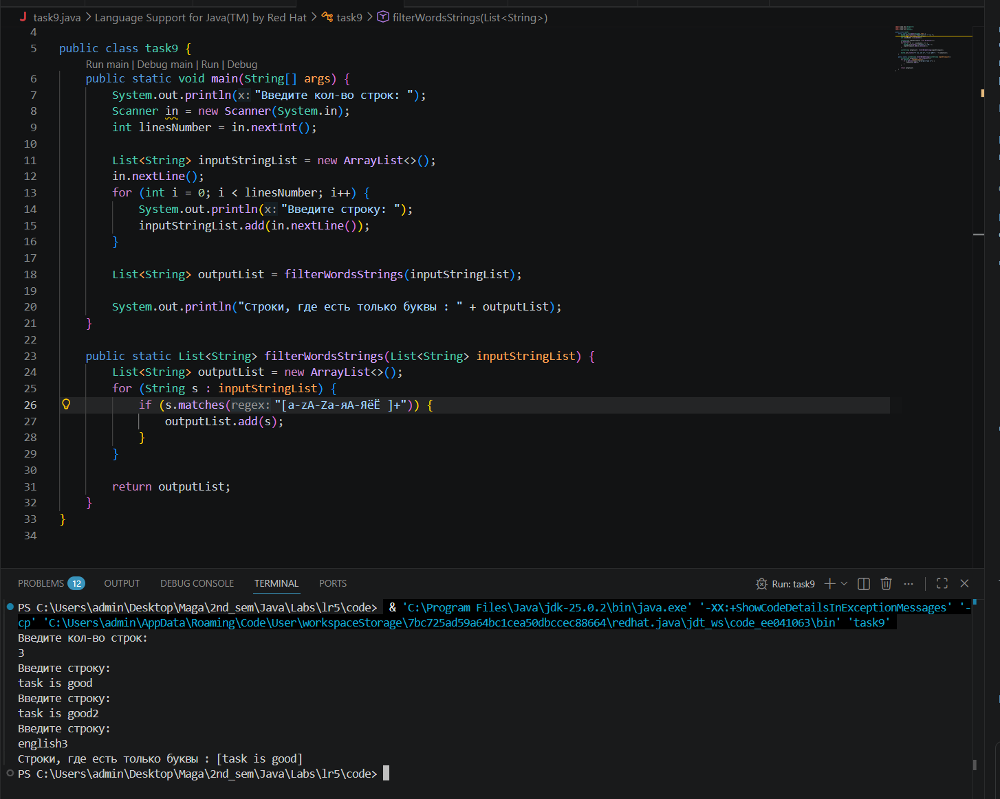 task9.java > Language Support for Java(TM) by Red Hat > task9 > filterWordsStrings(List<String>)
4
5 public class task9 {
Run main | Debug main | Run | Debug
6 public static void main(String[] args) {
7 System.out.println(x: "Введите кол-во строк: ");
8 Scanner in = new Scanner(System.in);
9 int linesNumber = in.nextInt();
10
11 List<String> inputStringList = new ArrayList<>();
12 in.nextLine();
13 for (int i = 0; i < linesNumber; i++) {
14 System.out.println(x: "Введите строку: ");
15 inputStringList.add(in.nextLine());
16 }
17
18 List<String> outputList = filterWordsStrings(inputStringList);
19
20 System.out.println("Строки, где есть только буквы : " + outputList);
21 }
22
23 public static List<String> filterWordsStrings(List<String> inputStringList) {
24 List<String> outputList = new ArrayList<>();
25 for (String s : inputStringList) {
26 if (s.matches(regex: "[a-zA-Zа-яА-ЯёЁ ]+")) {
27 outputList.add(s);
28 }
29 }
30
31 return outputList;
32 }
33 }
34
PROBLEMS 12 OUTPUT DEBUG CONSOLE TERMINAL PORTS Run: task9
PS C:\Users\admin\Desktop\Maga\2nd_sem\Java\Labs\lr5\code> & 'C:\Program Files\Java\jdk-25.0.2\bin\java.exe' '-XX:+ShowCodeDetailsInExceptionMessages' '-
cp' 'C:\Users\admin\AppData\Roaming\Code\User\workspaceStorage\7bc725ad59a64bc1cea50dbccec88664\redhat.java\jdt_ws\code_ee041063\bin' 'task9'
Введите кол-во строк:
3
Введите строку:
task is good
Введите строку:
task is good2
Введите строку:
english3
Строки, где есть только буквы : [task is good]
PS C:\Users\admin\Desktop\Maga\2nd_sem\Java\Labs\lr5\code>